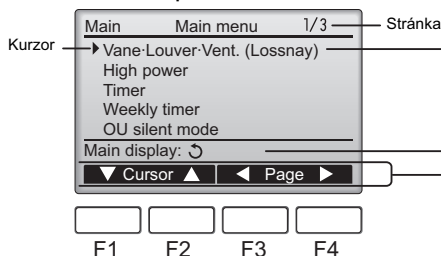 Main Main menu 1/3 Stránka
Kurzor Vane·Louver·Vent. (Lossnay)
High power
Timer
Weekly timer
OU silent mode
Main display:
Cursor Page
F1 F2 F3 F4